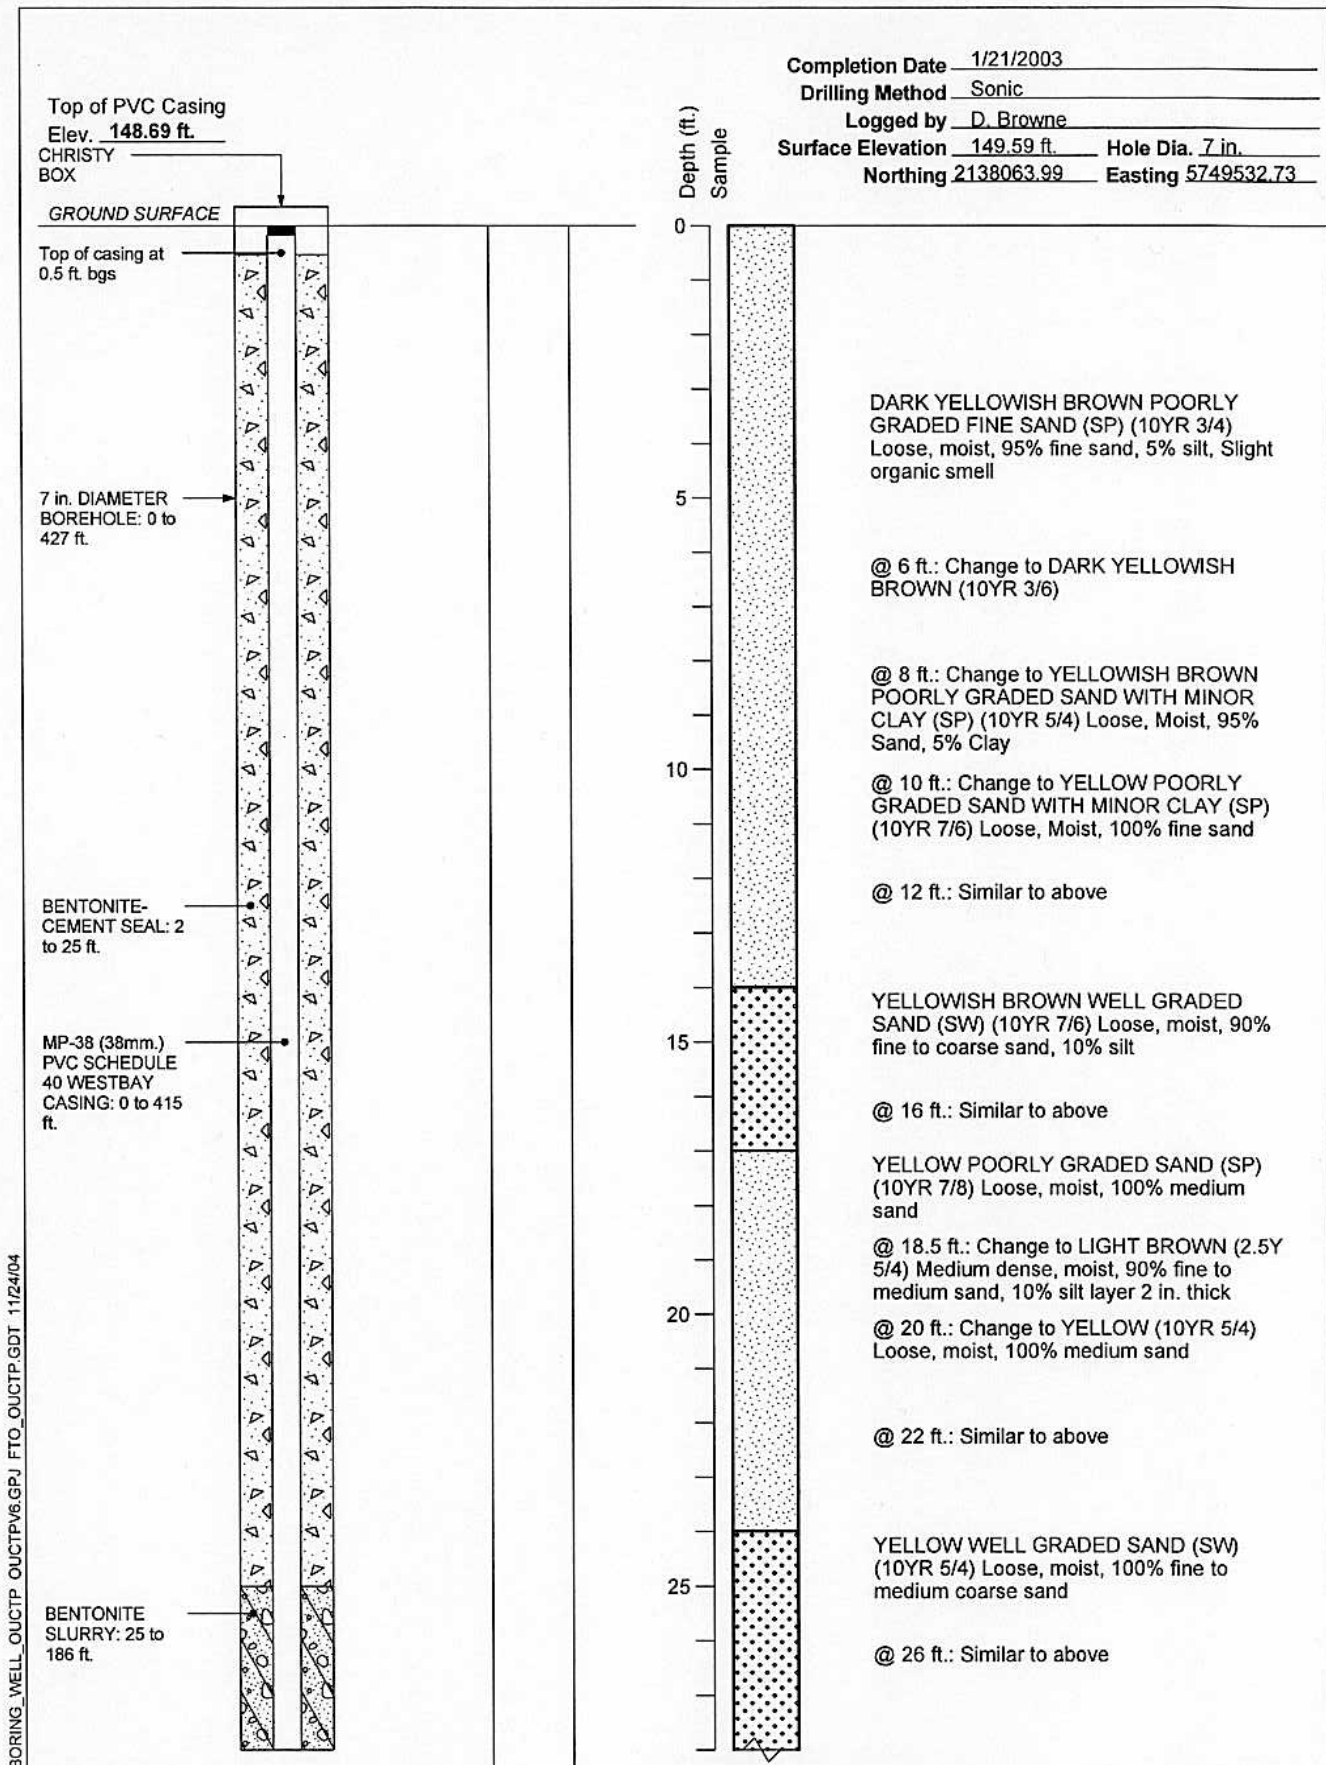 Completion Date 1/21/2003
Drilling Method Sonic
Logged by D. Browne
Surface Elevation 149.59 ft. Hole Dia. 7 in.
Northing 2138063.99 Easting 5749532.73
Top of PVC Casing
Elev. 148.69 ft.
CHRISTY
BOX
GROUND SURFACE
Top of casing at
0.5 ft. bgs
7 in. DIAMETER
BOREHOLE: 0 to
427 ft.
BENTONITE-
CEMENT SEAL: 2
to 25 ft.
MP-38 (38mm.)
PVC SCHEDULE
40 WESTBAY
CASING: 0 to 415
ft.
BENTONITE
SLURRY: 25 to
186 ft.
Depth (ft.)
Sample
0
5
10
15
20
25
DARK YELLOWISH BROWN POORLY
GRADED FINE SAND (SP) (10YR 3/4)
Loose, moist, 95% fine sand, 5% silt, Slight
organic smell
@ 6 ft.: Change to DARK YELLOWISH
BROWN (10YR 3/6)
@ 8 ft.: Change to YELLOWISH BROWN
POORLY GRADED SAND WITH MINOR
CLAY (SP) (10YR 5/4) Loose, Moist, 95%
Sand, 5% Clay
@ 10 ft.: Change to YELLOW POORLY
GRADED SAND WITH MINOR CLAY (SP)
(10YR 7/6) Loose, Moist, 100% fine sand
@ 12 ft.: Similar to above
YELLOWISH BROWN WELL GRADED
SAND (SW) (10YR 7/6) Loose, moist, 90%
fine to coarse sand, 10% silt
@ 16 ft.: Similar to above
YELLOW POORLY GRADED SAND (SP)
(10YR 7/8) Loose, moist, 100% medium
sand
@ 18.5 ft.: Change to LIGHT BROWN (2.5Y
5/4) Medium dense, moist, 90% fine to
medium sand, 10% silt layer 2 in. thick
@ 20 ft.: Change to YELLOW (10YR 5/4)
Loose, moist, 100% medium sand
@ 22 ft.: Similar to above
YELLOW WELL GRADED SAND (SW)
(10YR 5/4) Loose, moist, 100% fine to
medium coarse sand
@ 26 ft.: Similar to above
BORING_WELL_OUCTP OUCTPV6.GPJ FTO_OUCTP.GDT 11/24/04